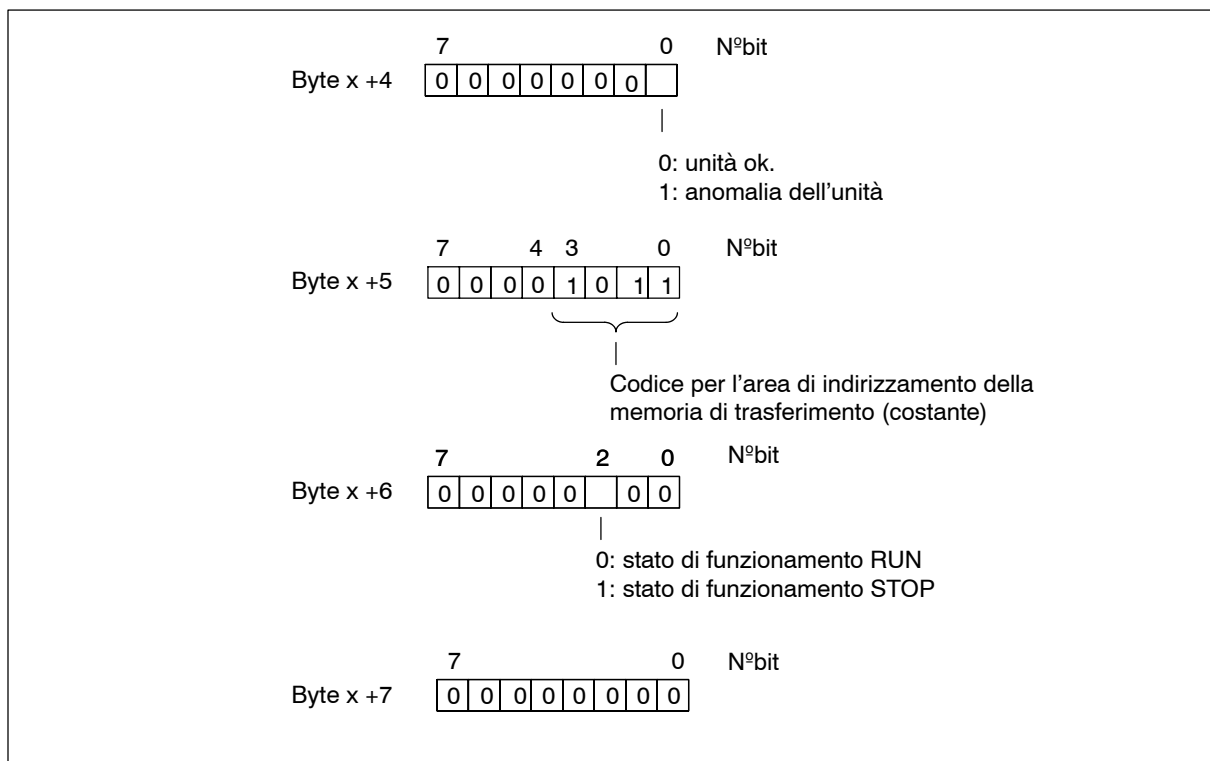 7 0 Nºbit
Byte x +4 0 0 0 0 0 0 0
0: unità ok.
1: anomalia dell'unità
7 4 3 0 Nºbit
Byte x +5 0 0 0 0 1 0 1 1
Codice per l'area di indirizzamento della
memoria di trasferimento (costante)
7 2 0 Nºbit
Byte x +6 0 0 0 0 0 0 0
0: stato di funzionamento RUN
1: stato di funzionamento STOP
7 0 Nºbit
Byte x +7 0 0 0 0 0 0 0 0